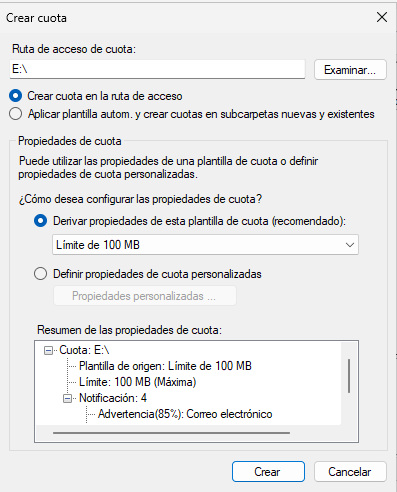 Crear cuota
Ruta de acceso de cuota:
E:\
Examinar...
Crear cuota en la ruta de acceso
Aplicar plantilla autom. y crear cuotas en subcarpetas nuevas y existentes
Propiedades de cuota
Puede utilizar las propiedades de una plantilla de cuota o definir
propiedades de cuota personalizadas.
¿Cómo desea configurar las propiedades de cuota?
Derivar propiedades de esta plantilla de cuota (recomendado):
Límite de 100 MB
Definir propiedades de cuota personalizadas
Propiedades personalizadas ...
Resumen de las propiedades de cuota:
Cuota: E:\
Plantilla de origen: Límite de 100 MB
Límite: 100 MB (Máxima)
Notificación: 4
Advertencia(85%): Correo electrónico
Crear
Cancelar